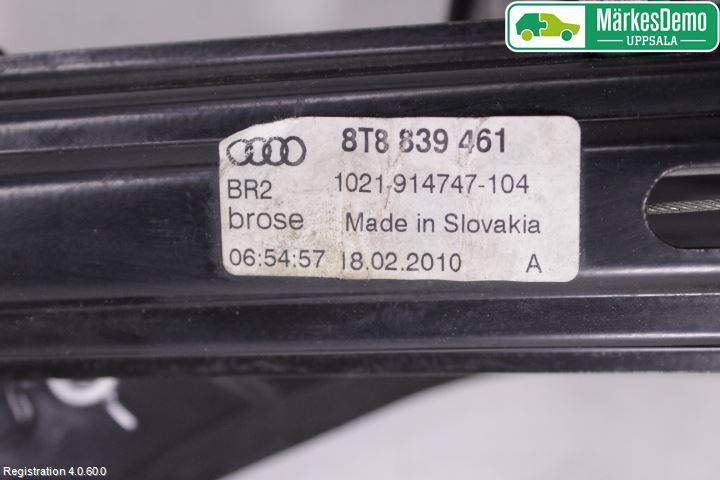 MärkesDemo
UPPSALA
8T8 839 461
BR2 1021-914747-104
brose Made in Slovakia
06:54:57 18.02.2010 A
Registration 4.0.60.0